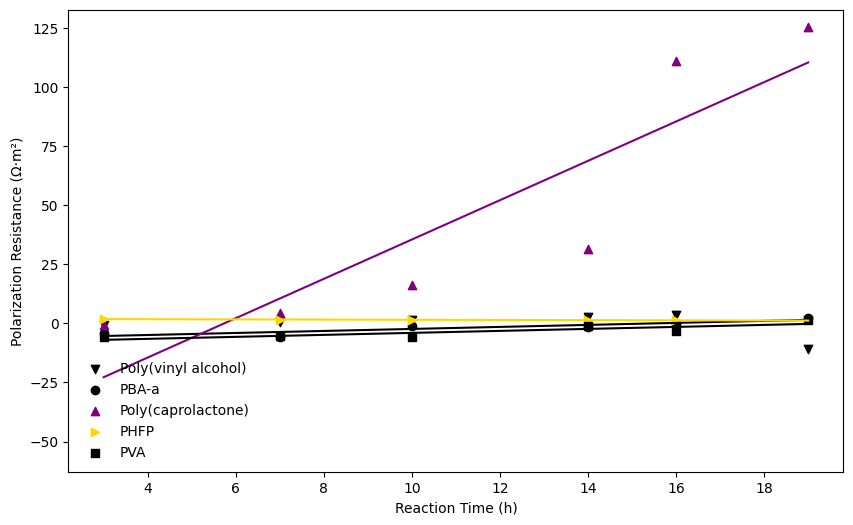 125
100
75
50
25
0
−25
−50
Polarization Resistance (Ω·m²)
Poly(vinyl alcohol)
PBA-a
Poly(caprolactone)
PHFP
PVA
4 6 8 10 12 14 16 18
Reaction Time (h)